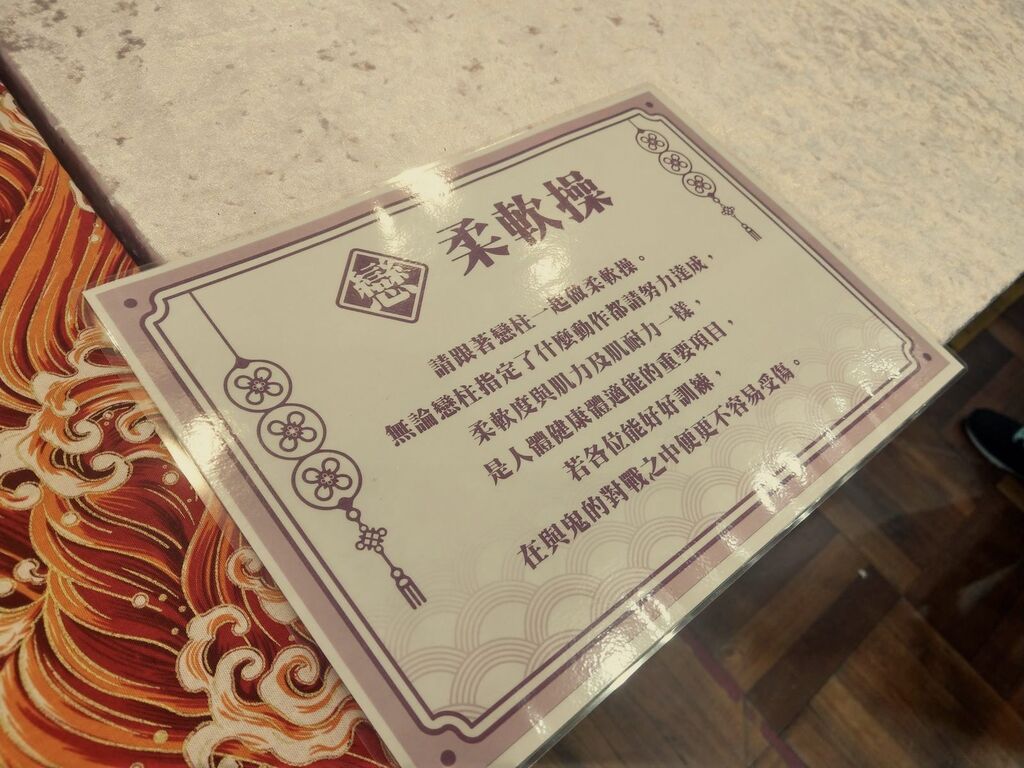 戀 柔軟操
請跟著戀柱一起做柔軟操。
無論戀柱指定了什麼動作都請努力達成，
柔軟度與肌力及肌耐力一樣，
是人體健康體適能的重要項目，
若各位能好好訓練，
在與鬼的對戰之中便更不容易受傷。